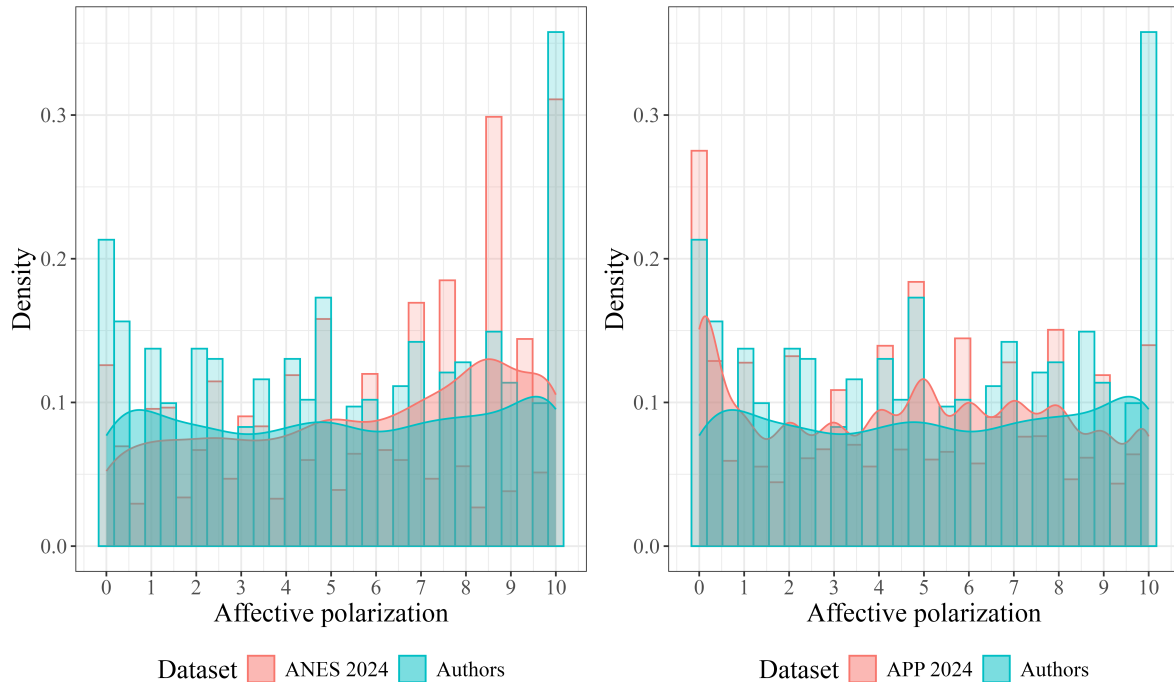 Density
0.3
0.2
0.1
0.0
0 1 2 3 4 5 6 7 8 9 10
Affective polarization
Dataset ANES 2024 Authors
Density
0.3
0.2
0.1
0.0
0 1 2 3 4 5 6 7 8 9 10
Affective polarization
Dataset APP 2024 Authors